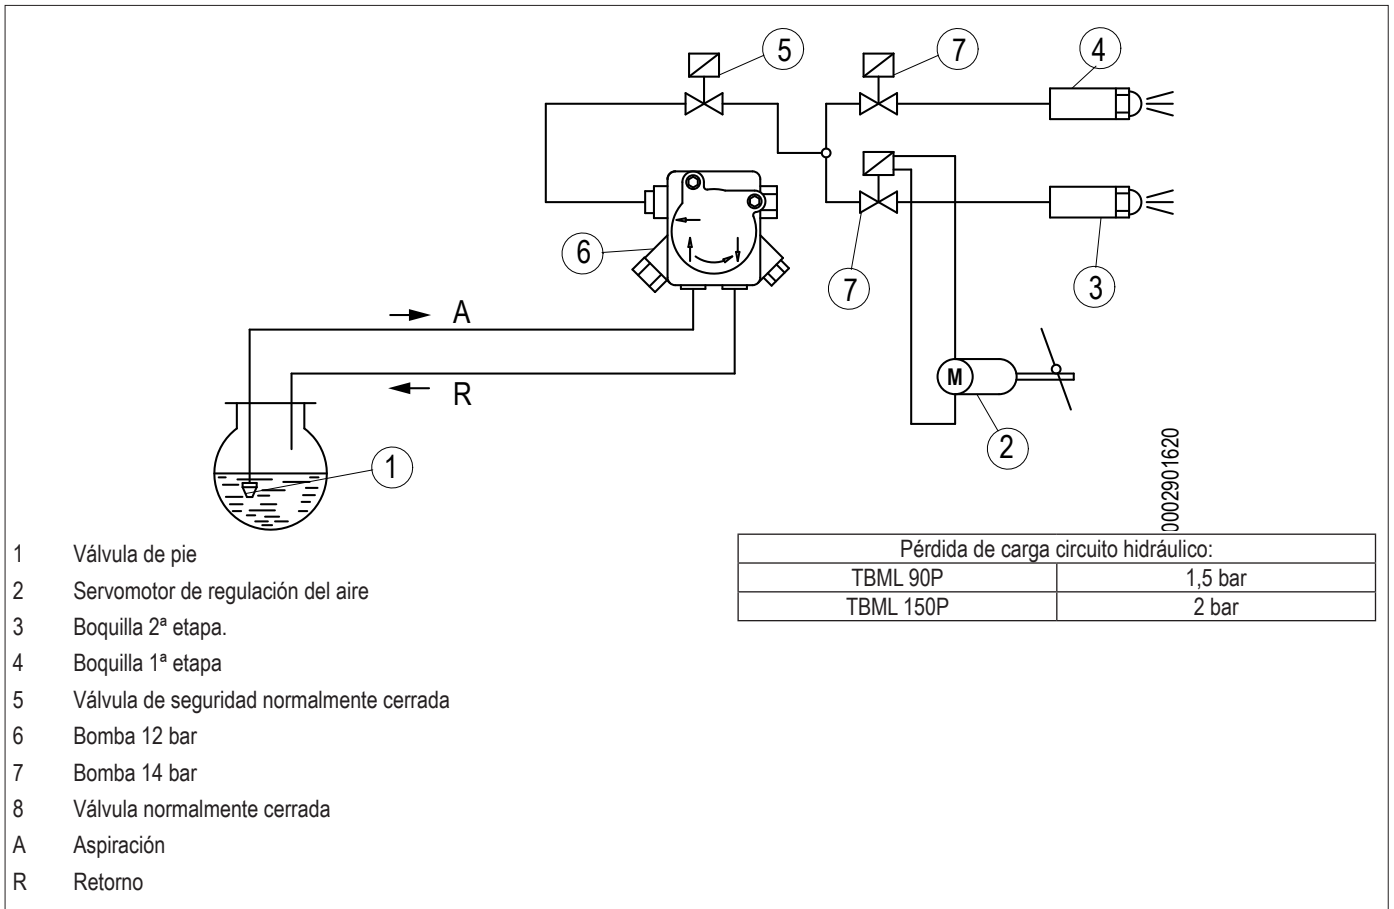 5
7
4
6
7
3
A
R
M
2
1
0002901620
1 Válvula de pie
2 Servomotor de regulación del aire
3 Boquilla 2ª etapa.
4 Boquilla 1ª etapa
5 Válvula de seguridad normalmente cerrada
6 Bomba 12 bar
7 Bomba 14 bar
8 Válvula normalmente cerrada
A Aspiración
R Retorno
Pérdida de carga circuito hidráulico:
TBML 90P 1,5 bar
TBML 150P 2 bar